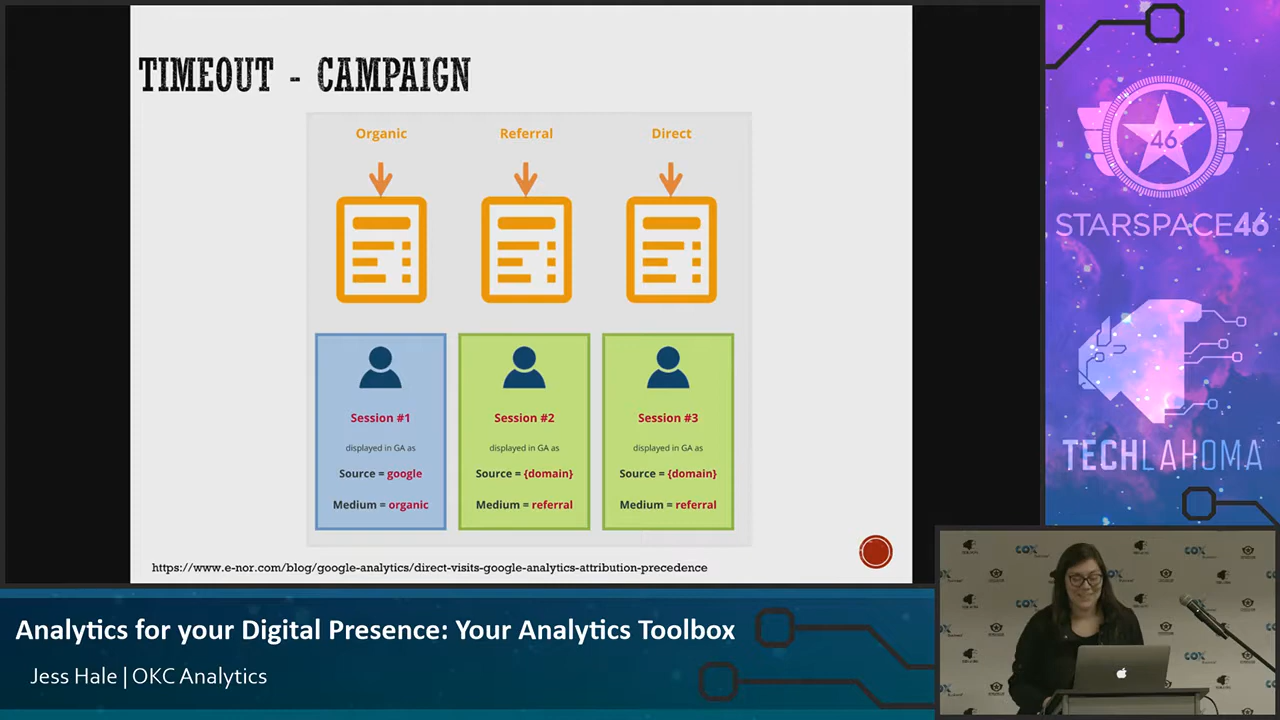 TIMEOUT - CAMPAIGN
Organic
Referral
Direct
Session #1
displayed in GA as
Source = google
Medium = organic
Session #2
displayed in GA as
Source = {domain}
Medium = referral
Session #3
displayed in GA as
Source = {domain}
Medium = referral
https://www.e-nor.com/blog/google-analytics/direct-visits-google-analytics-attribution-precedence
46
STARSPACE46
TECHLAHOMA
COX
COX
COX
COX
Analytics for your Digital Presence: Your Analytics Toolbox
Jess Hale | OKC Analytics